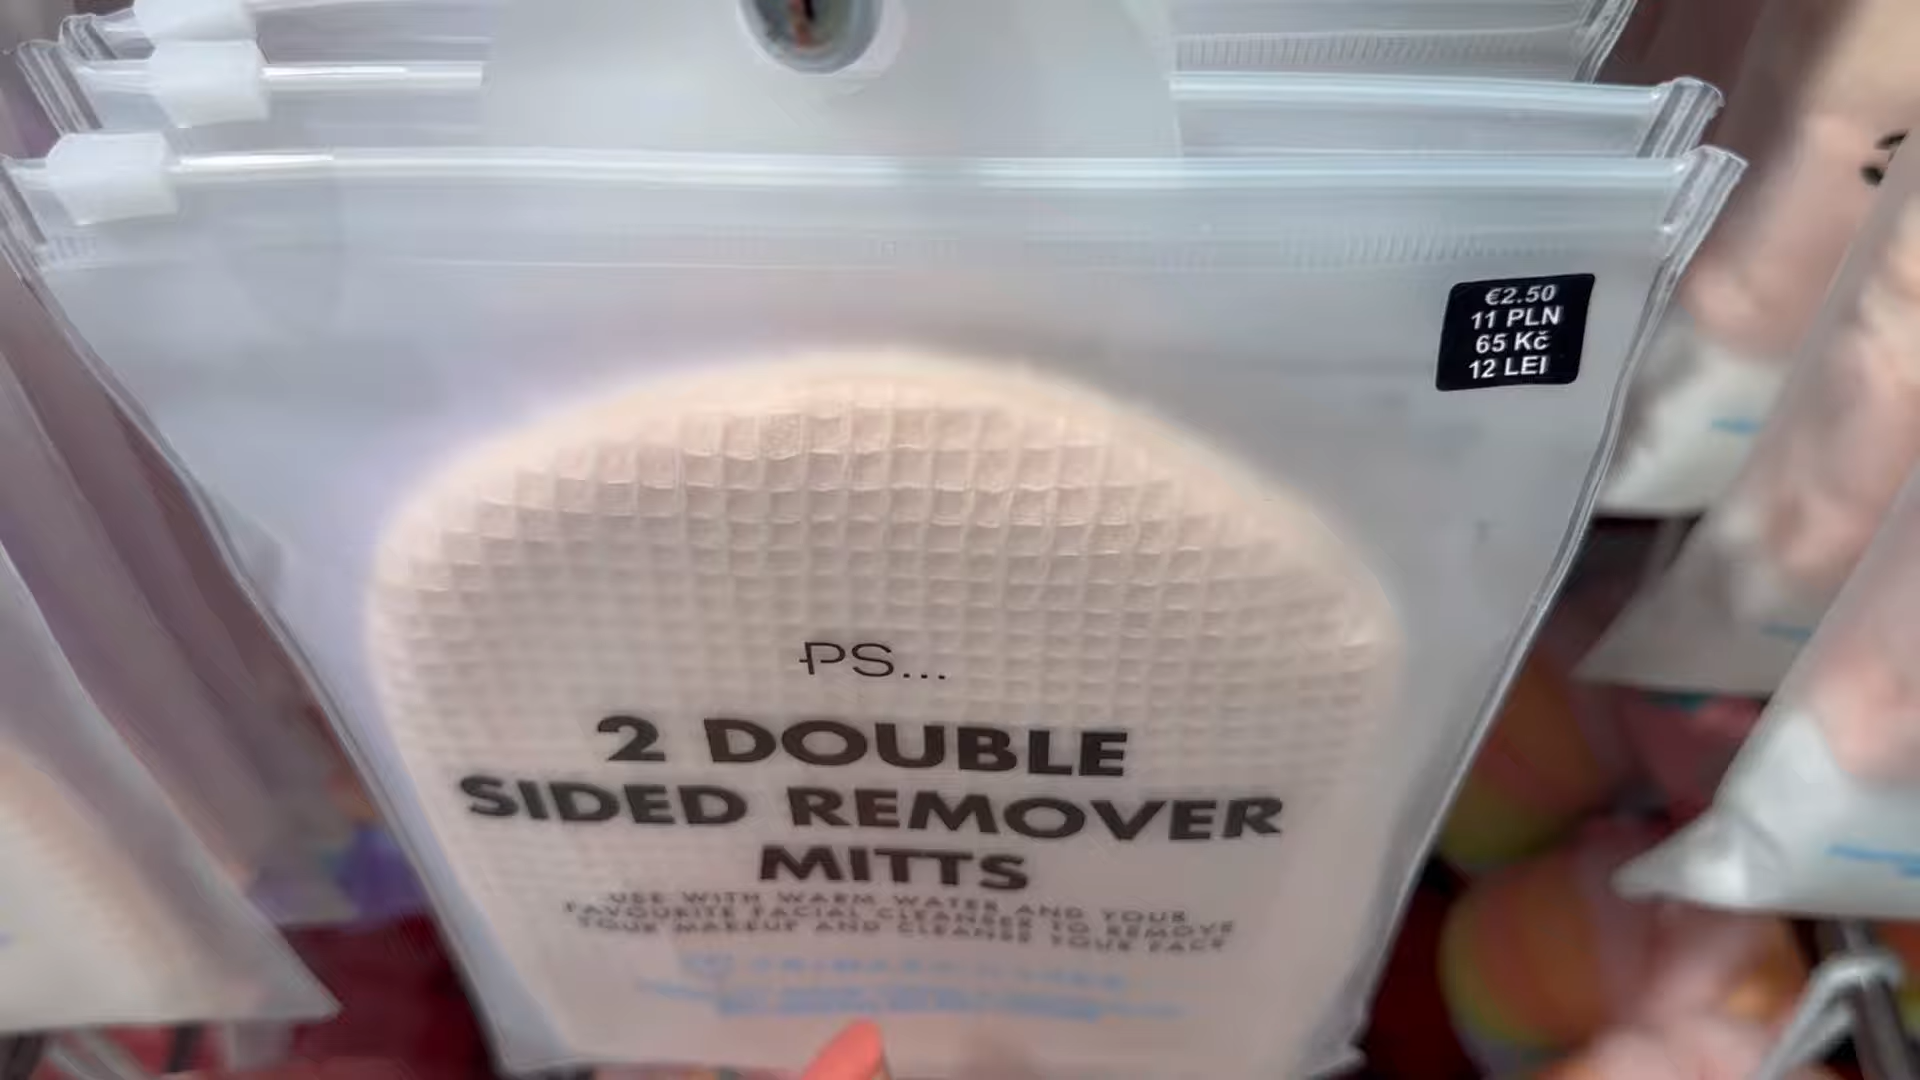 €2.50
11 PLN
65 Kč
12 LEI
PS...
2 DOUBLE
SIDED REMOVER
MITTS
USE WITH WARM WATER AND YOUR
FAVOURITE FACIAL CLEANSER TO REMOVE
YOUR MAKEUP AND CLEANSE YOUR FACE